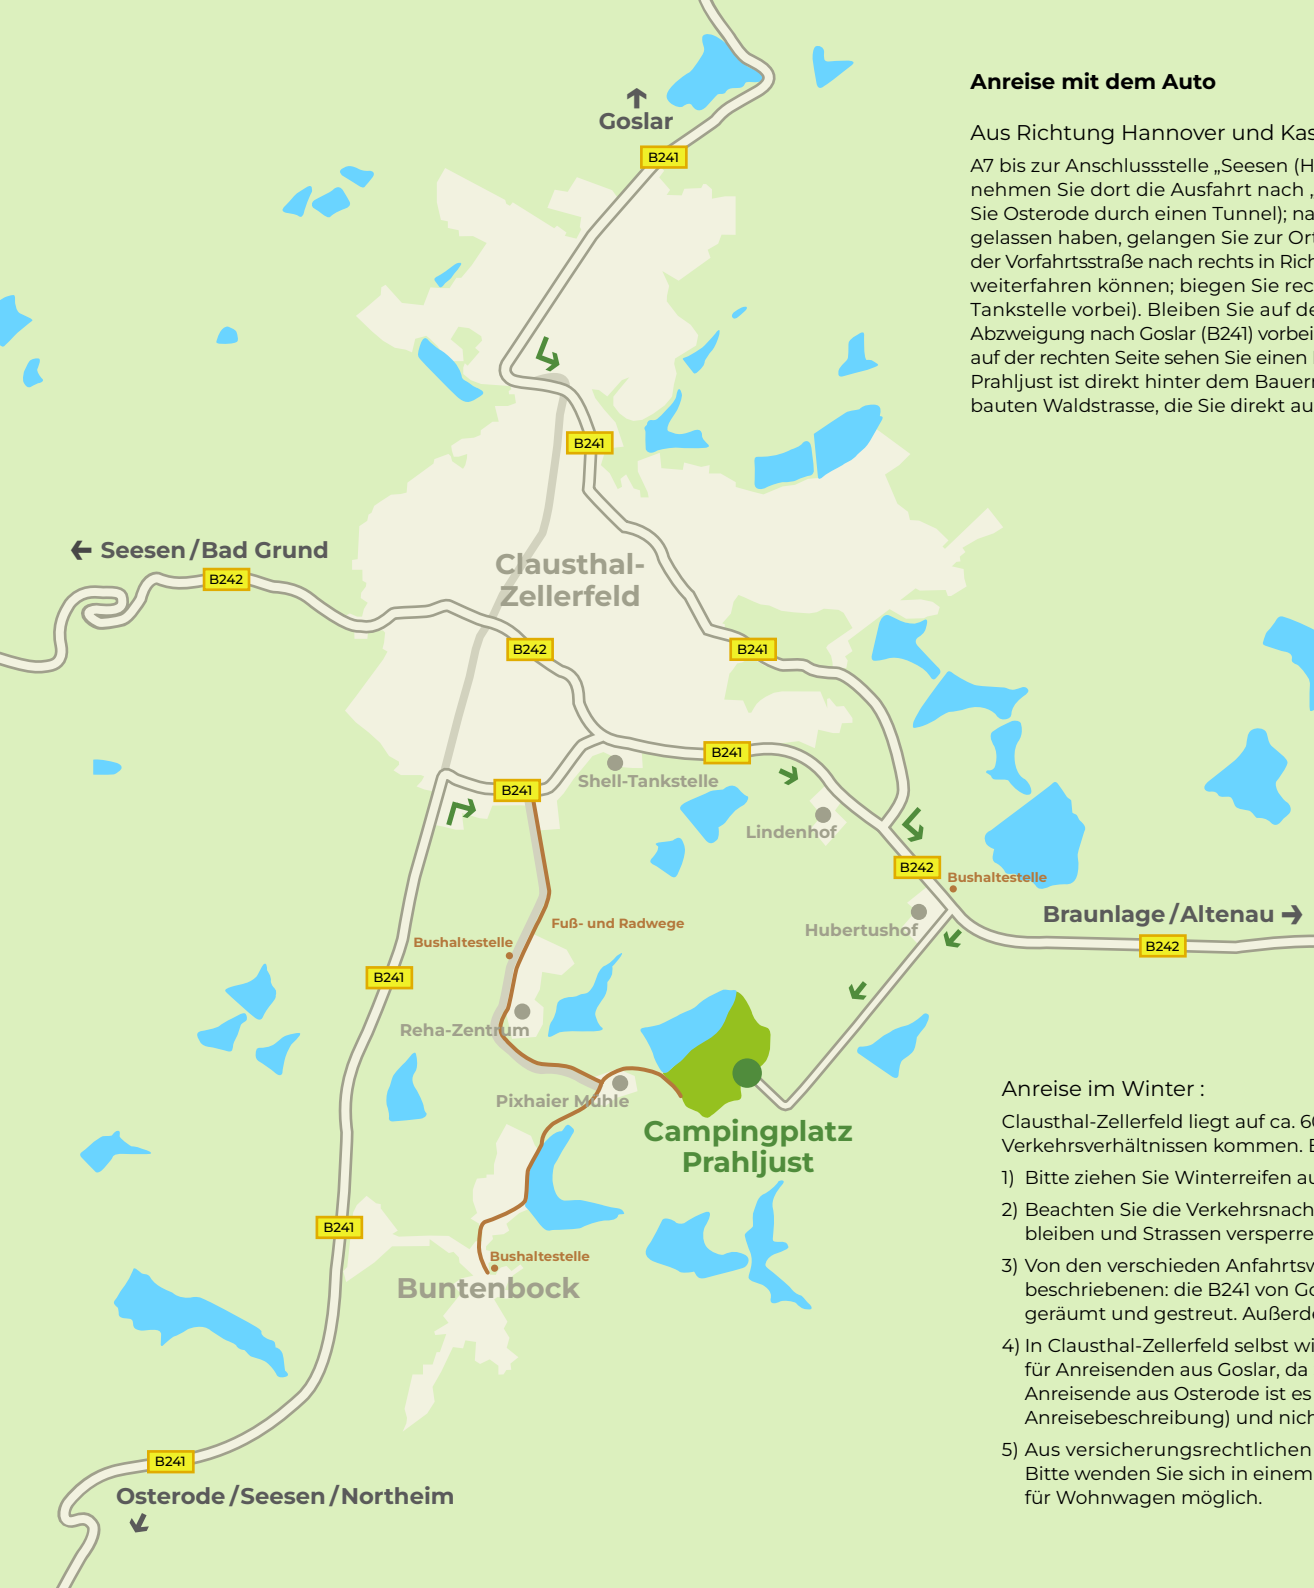 Goslar
B241
B241
Seesen/Bad Grund
B242
Clausthal-
Zellerfeld
B242
B241
B241
Shell-Tankstelle
B241
Lindenhof
B242
Bushaltestelle
Hubertushof
Braunlage/Altenau
B242
Fuß- und Radwege
Bushaltestelle
B241
Reha-Zentrum
Pixhaier Mühle
Campingplatz
Prahljust
B241
Bushaltestelle
Buntenbock
B241
Osterode/Seesen/Northeim
Anreise mit dem Auto
Aus Richtung Hannover und Kas
A7 bis zur Anschlussstelle „Seesen (H
nehmen Sie dort die Ausfahrt nach „
Sie Osterode durch einen Tunnel); na
gelassen haben, gelangen Sie zur Ort
der Vorfahrtsstraße nach rechts in Rich
weiterfahren können; biegen Sie rec
Tankstelle vorbei). Bleiben Sie auf de
Abzweigung nach Goslar (B241) vorbei
auf der rechten Seite sehen Sie einen
Prahljust ist direkt hinter dem Bauern
bauten Waldstrasse, die Sie direkt au
Anreise im Winter :
Clausthal-Zellerfeld liegt auf ca. 6
Verkehrsverhältnissen kommen. B
1) Bitte ziehen Sie Winterreifen au
2) Beachten Sie die Verkehrsnach
bleiben und Strassen versperre
3) Von den verschieden Anfahrtsw
beschriebenen: die B241 von Go
geräumt und gestreut. Außerde
4) In Clausthal-Zellerfeld selbst wi
für Anreisenden aus Goslar, da
Anreisende aus Osterode ist es
Anreisebeschreibung) und nich
5) Aus versicherungsrechtlichen
Bitte wenden Sie sich in einem
für Wohnwagen möglich.